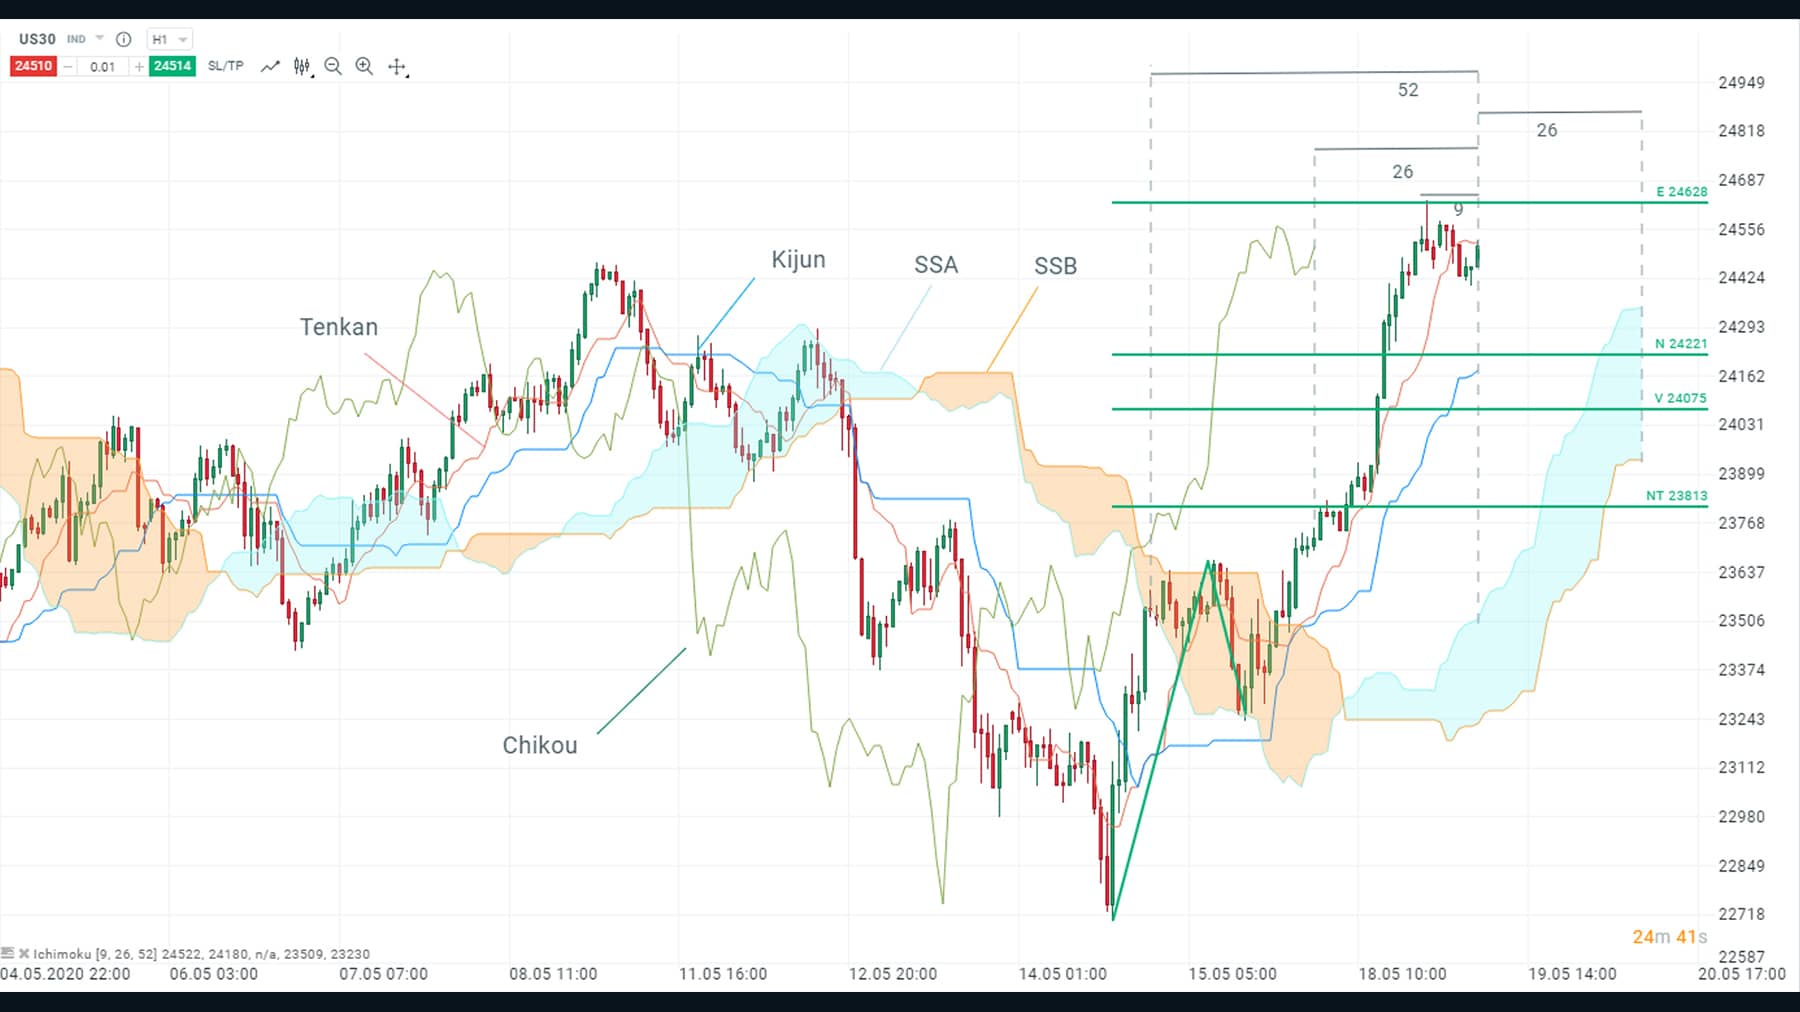 US30 IND H1
24510 − 0.01 + 24514 SL/TP
52
26
26
9
E 24628
N 24221
V 24075
NT 23813
Kijun
SSA
SSB
Tenkan
Chikou
24949
24818
24687
24556
24424
24293
24162
24031
23899
23768
23637
23506
23374
23243
23112
22980
22849
22718
22587
24m 41s
Ichimoku [9, 26, 52] 24522, 24180, n/a, 23509, 23230
04.05.2020 22:00 06.05 03:00 07.05 07:00 08.05 11:00 11.05 16:00 12.05 20:00 14.05 01:00 15.05 05:00 18.05 10:00 19.05 14:00 20.05 17:00